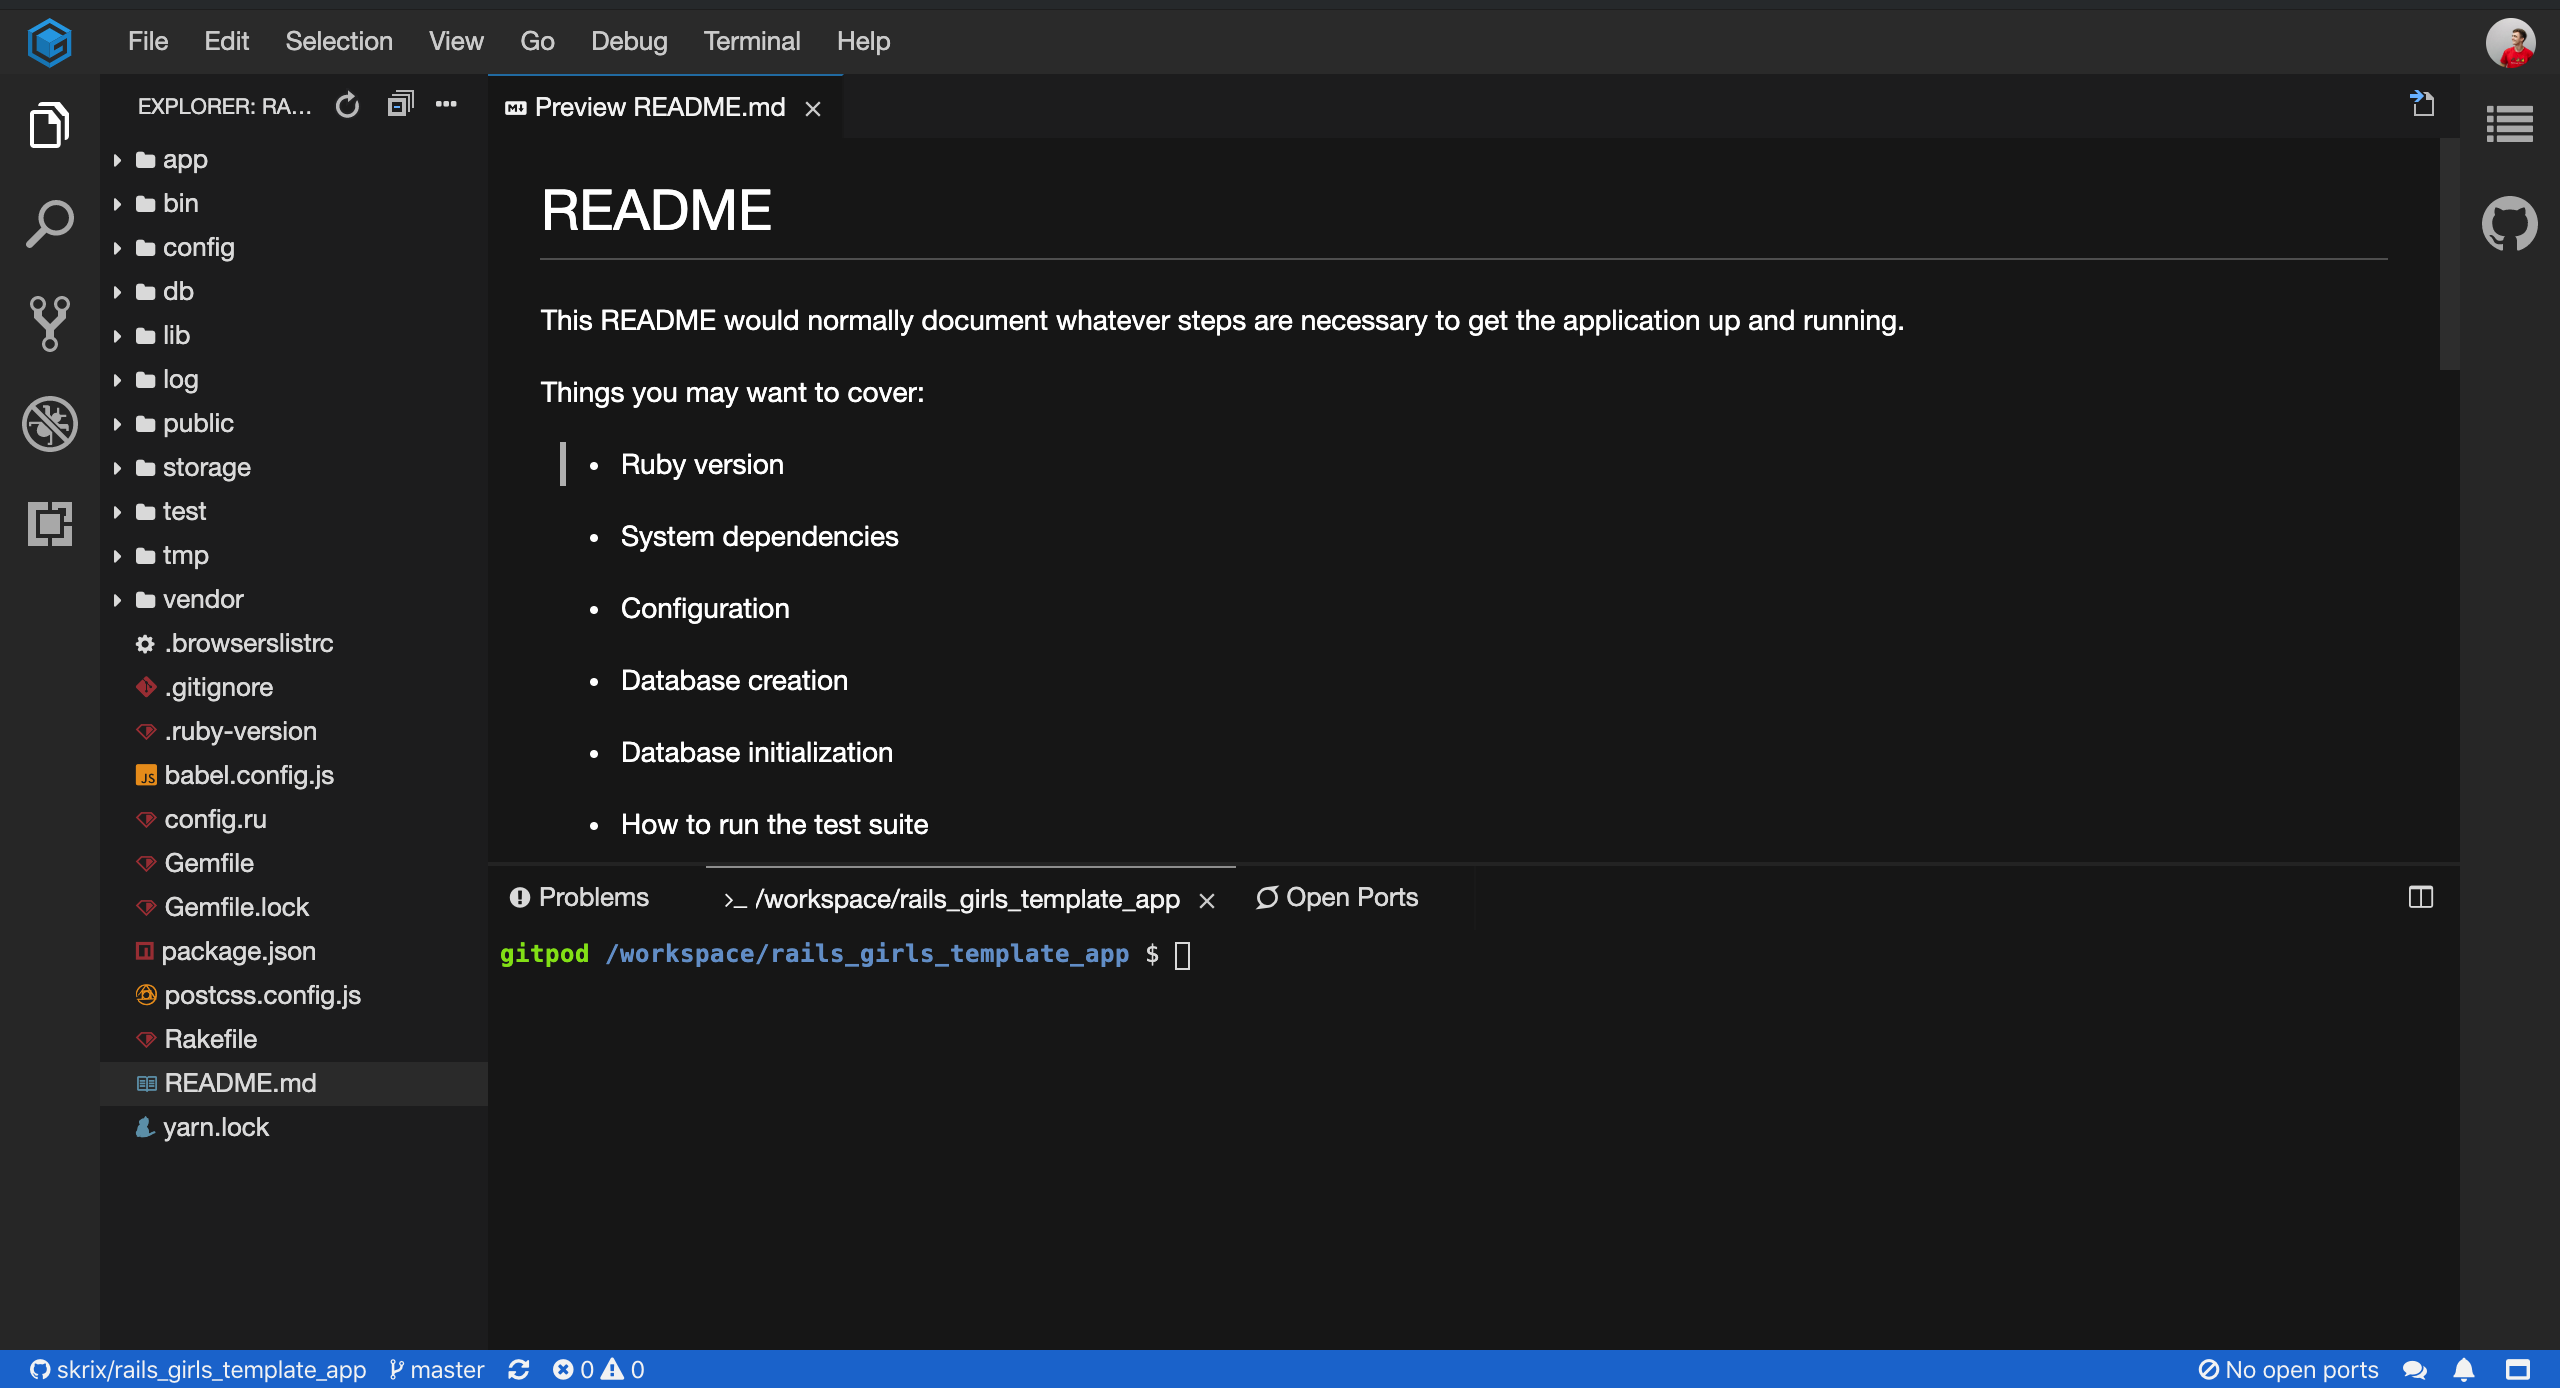 File Edit Selection View Go Debug Terminal Help
EXPLORER: RA...
Preview README.md
app
bin
config
db
lib
log
public
storage
test
tmp
vendor
.browserslistrc
.gitignore
.ruby-version
babel.config.js
config.ru
Gemfile
Gemfile.lock
package.json
postcss.config.js
Rakefile
README.md
yarn.lock
README
This README would normally document whatever steps are necessary to get the application up and running.
Things you may want to cover:
• Ruby version
• System dependencies
• Configuration
• Database creation
• Database initialization
• How to run the test suite
Problems
>_ /workspace/rails_girls_template_app
Open Ports
gitpod /workspace/rails_girls_template_app $
skrix/rails_girls_template_app master 0 0
No open ports